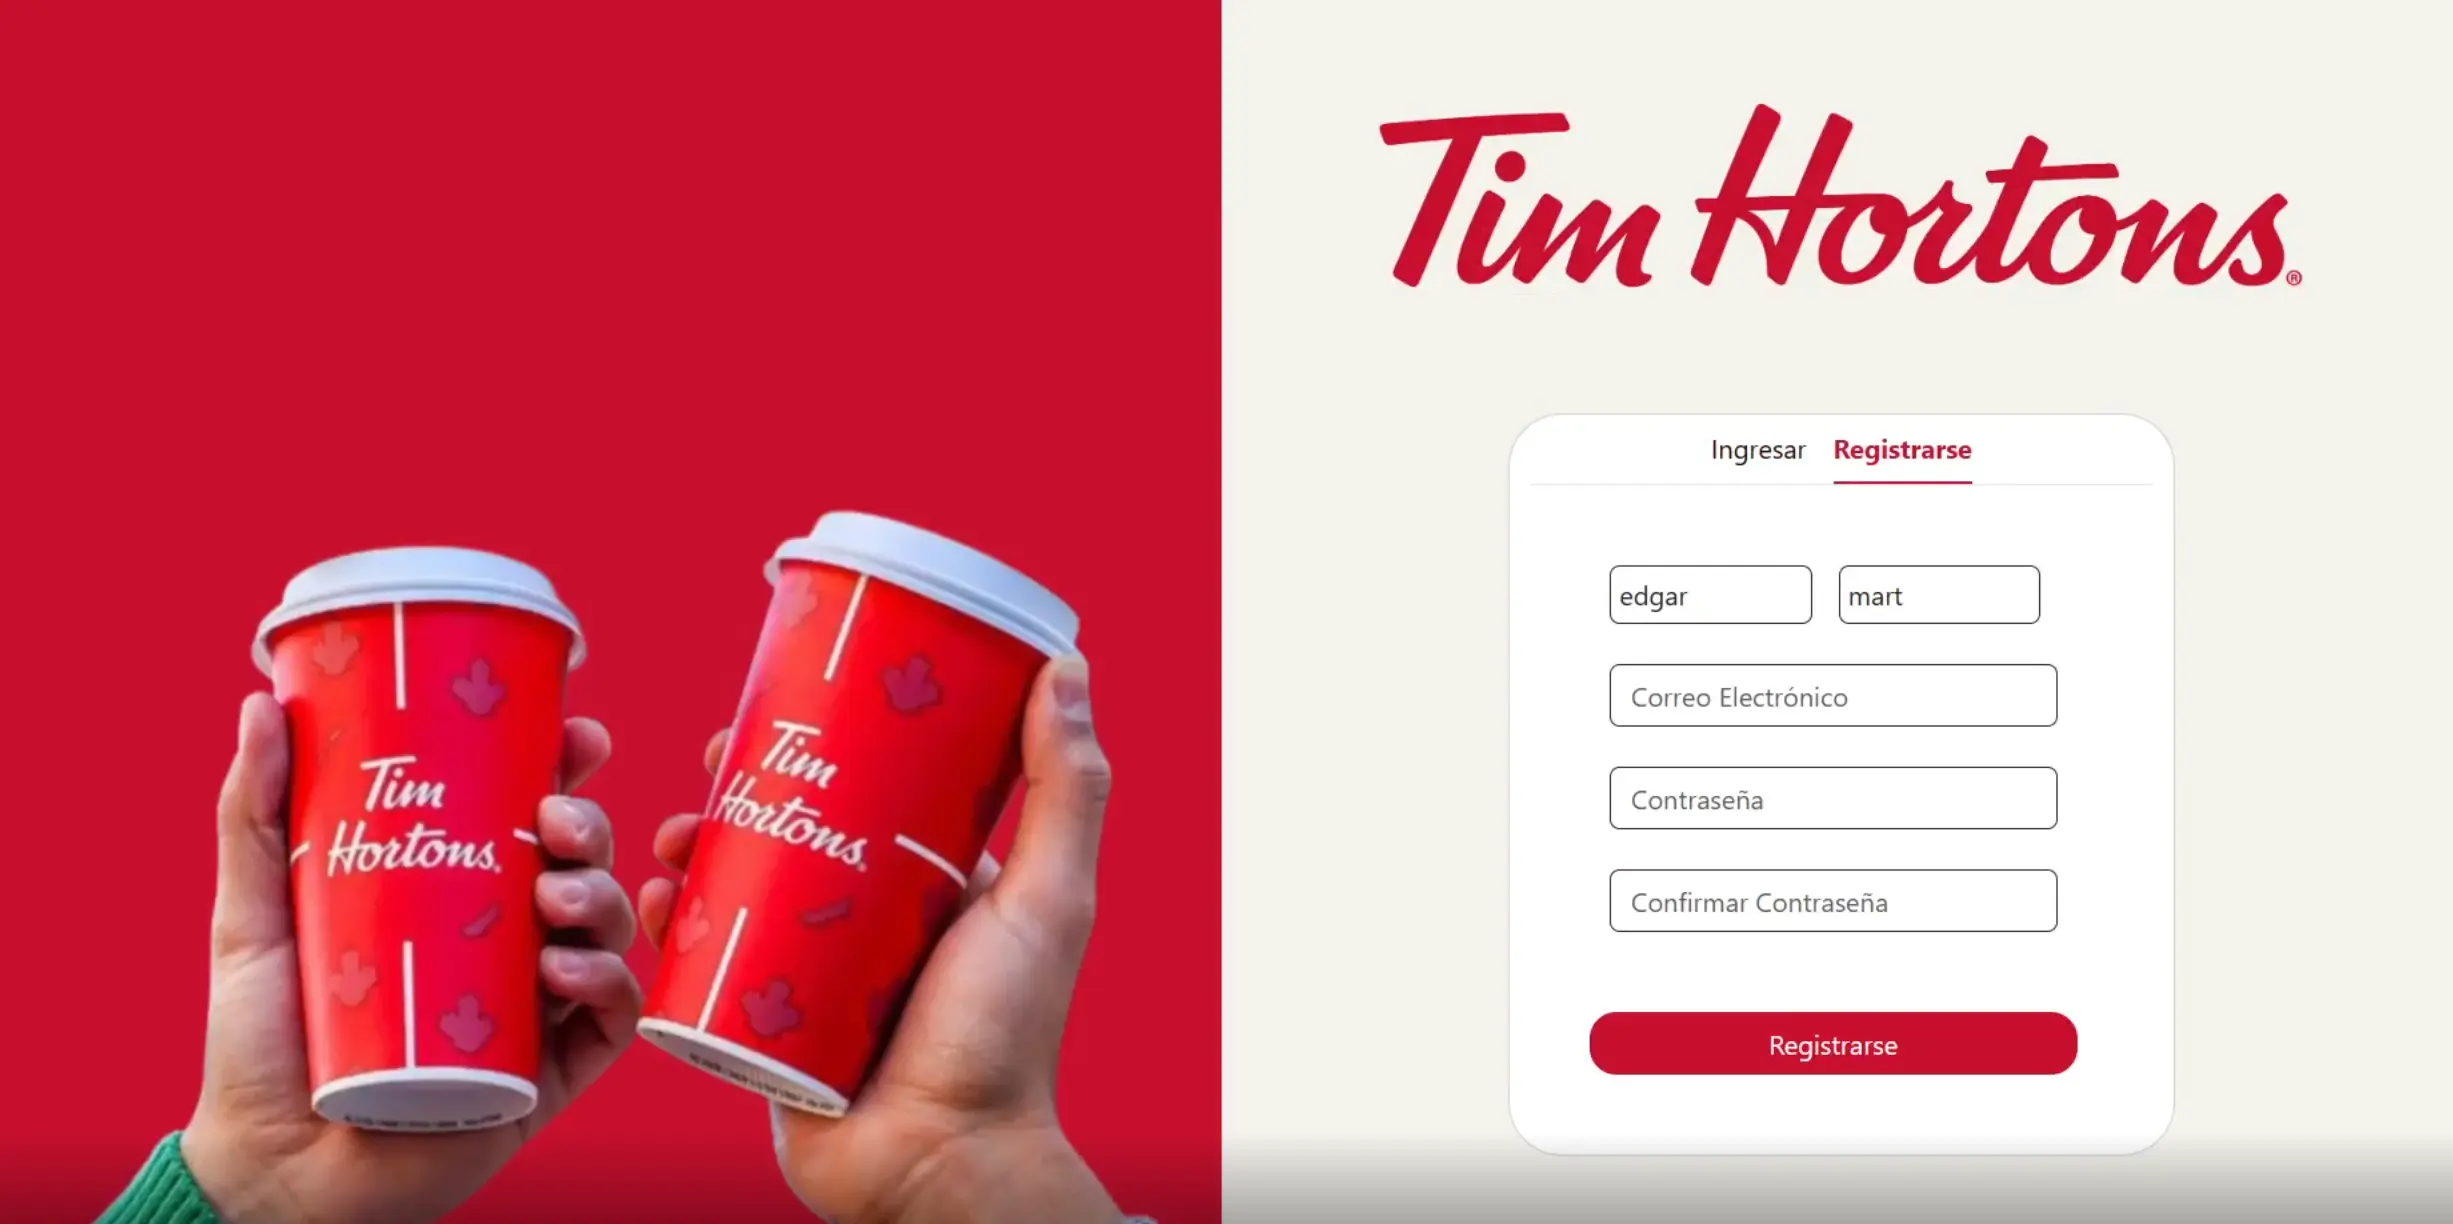 Tim Hortons®
Ingresar Registrarse
edgar mart
Correo Electrónico
Contraseña
Confirmar Contraseña
Registrarse
Tim
Hortons®
Tim
Hortons®